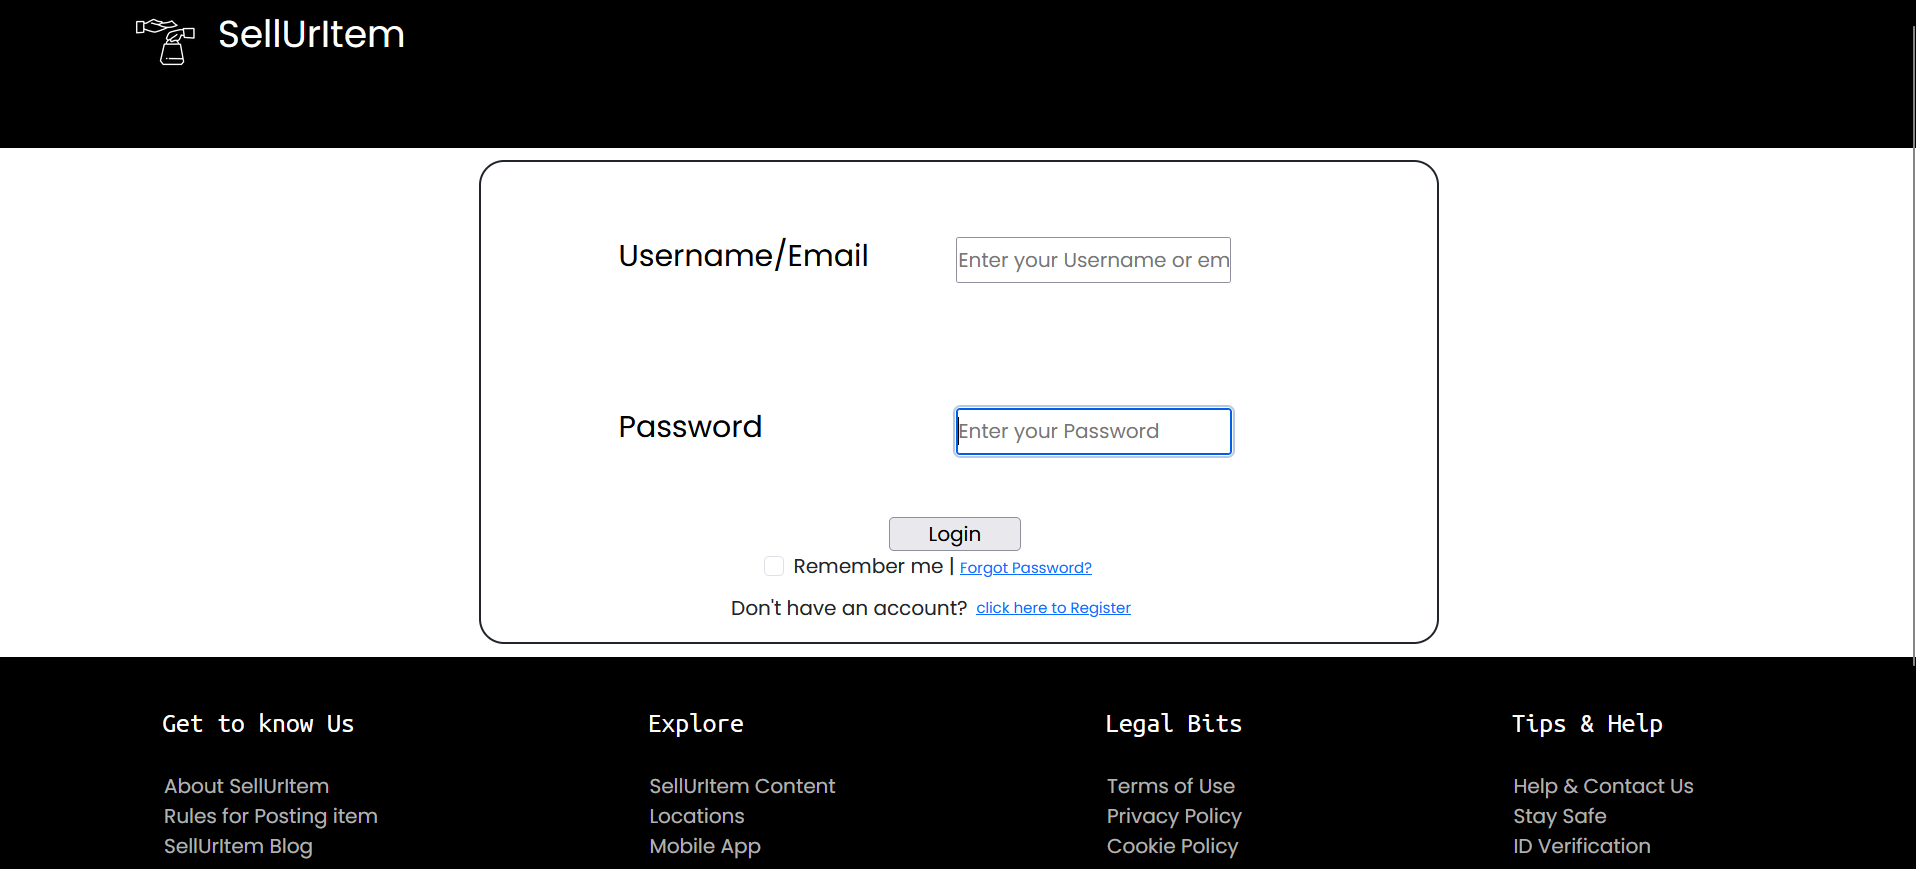 SellUrItem
Username/Email
Enter your Username or em
Password
Enter your Password
Login
Remember me | Forgot Password?
Don't have an account? click here to Register
Get to know Us
About SellUrItem
Rules for Posting item
SellUrItem Blog
Explore
SellUrItem Content
Locations
Mobile App
Legal Bits
Terms of Use
Privacy Policy
Cookie Policy
Tips & Help
Help & Contact Us
Stay Safe
ID Verification